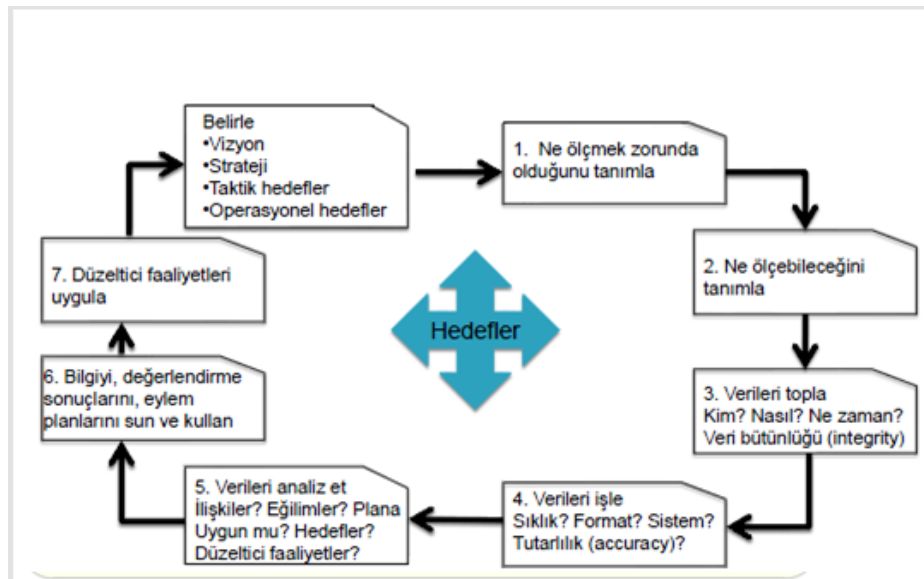 Belirle
•Vizyon
•Strateji
•Taktik hedefler
•Operasyonel hedefler
1. Ne ölçmek zorunda
olduğunu tanımla
2. Ne ölçebileceğini
tanımla
3. Verileri topla
Kim? Nasıl? Ne zaman?
Veri bütünlüğü (integrity)
4. Verileri işle
Sıklık? Format? Sistem?
Tutarlılık (accuracy)?
5. Verileri analiz et
İlişkiler? Eğilimler? Plana
Uygun mu? Hedefler?
Düzeltici faaliyetler?
6. Bilgiyi, değerlendirme
sonuçlarını, eylem
planlarını sun ve kullan
7. Düzeltici faaliyetleri
uygula
Hedefler